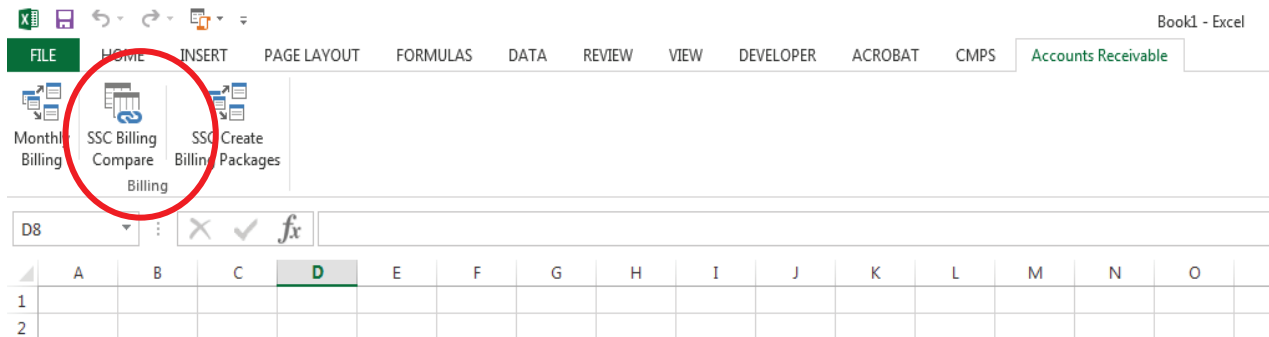 Book1 - Excel
FILE HOME INSERT PAGE LAYOUT FORMULAS DATA REVIEW VIEW DEVELOPER ACROBAT CMPS Accounts Receivable
Monthly SSC Billing SSC Create
Billing Compare Billing Packages
Billing
D8 fx
A B C D E F G H I J K L M N O
1
2